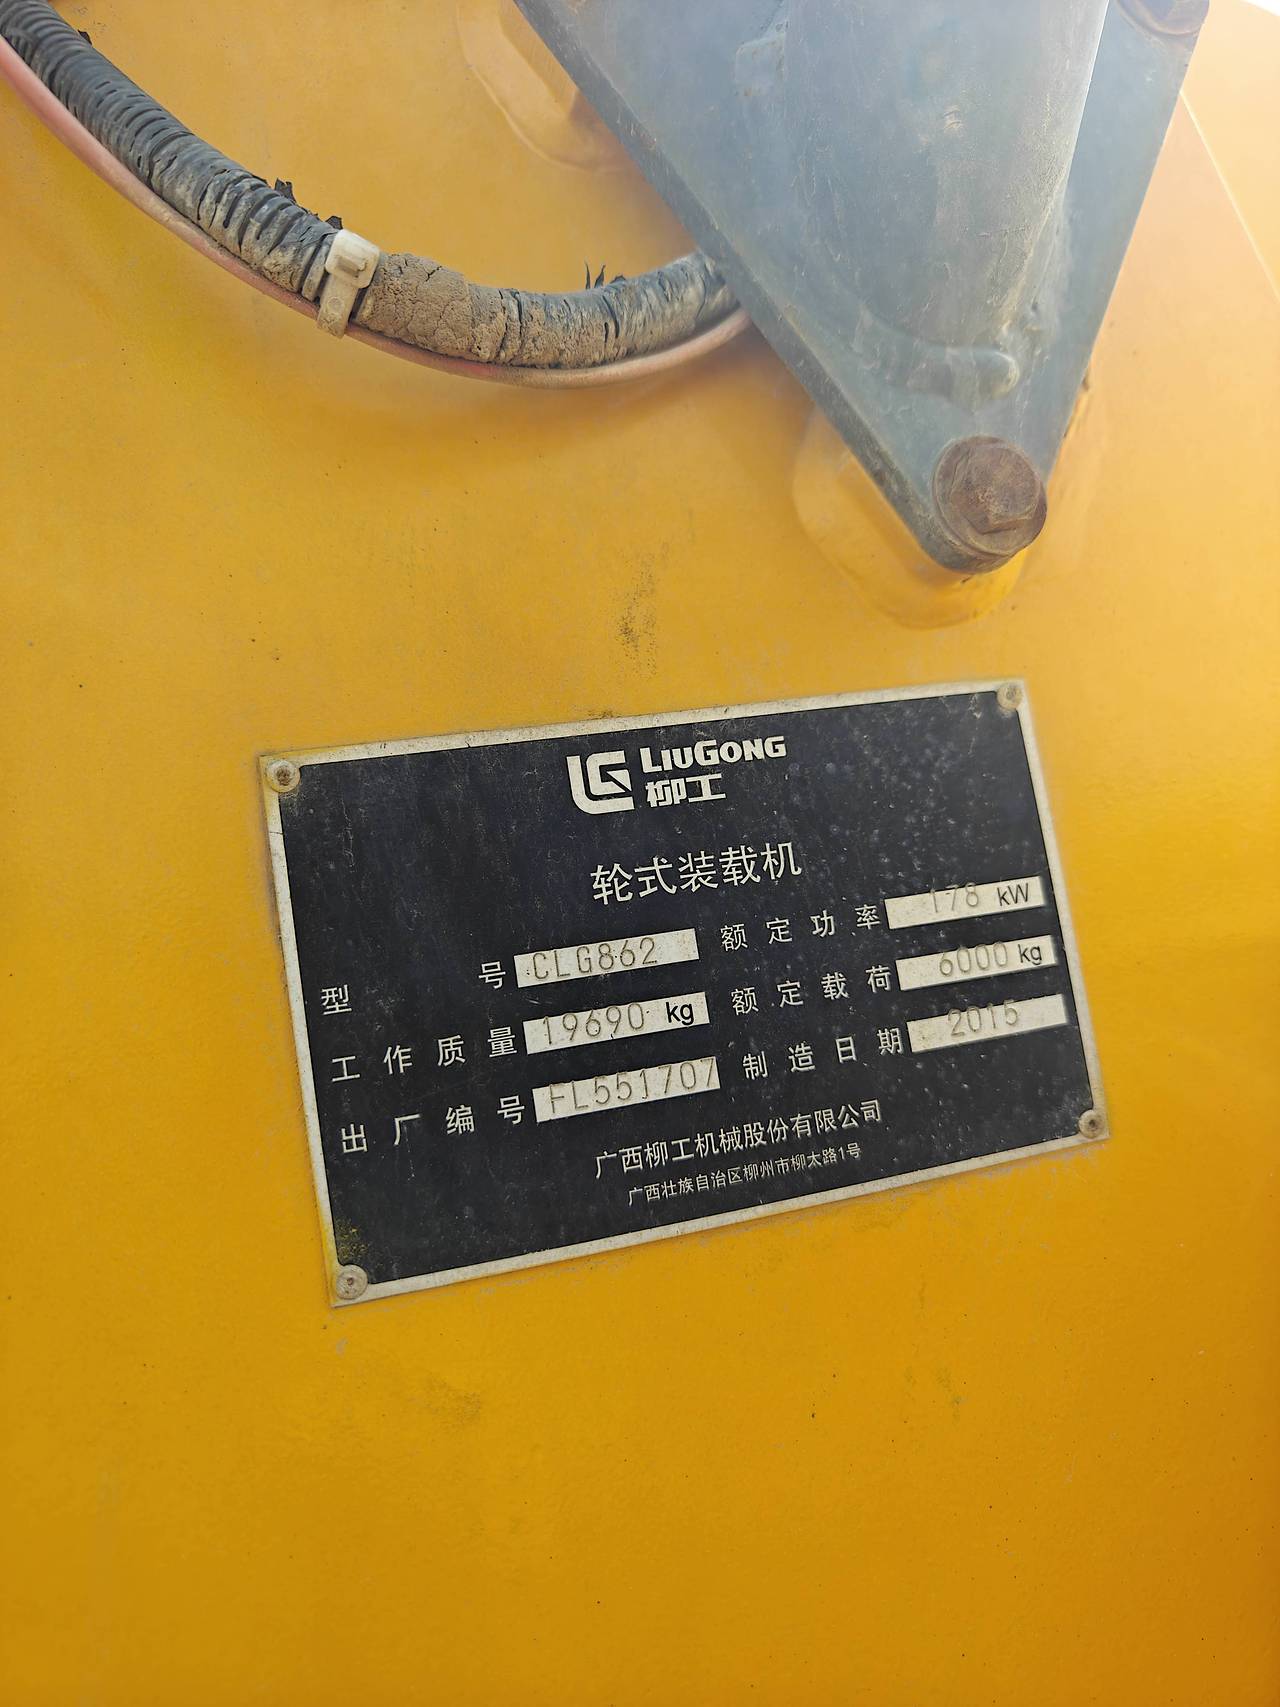 LG LIUGONG
柳工
轮式装载机
型号 CLG862 额定功率 178 kW
工作质量 19690 kg 额定载荷 6000 kg
出厂编号 FL551707 制造日期 2015
广西柳工机械股份有限公司
广西壮族自治区柳州市柳太路1号